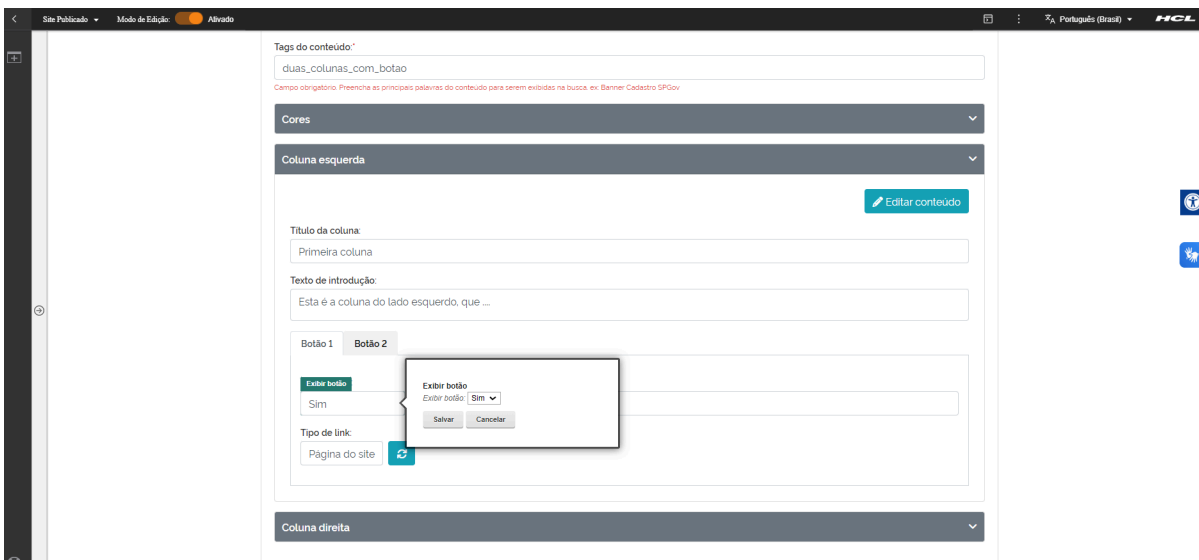 Site Publicado
Modo de Edição: Ativado
Português (Brasil)
HCL
Tags do conteúdo:*
duas_colunas_com_botao
Campo obrigatório. Preencha as principais palavras do conteúdo para serem exibidas na busca, ex: Banner Cadastro SPGov
Cores
Coluna esquerda
Editar conteúdo
Título da coluna:
Primeira coluna
Texto de introdução:
Esta é a coluna do lado esquerdo, que ....
Botão 1 Botão 2
Exibir botão
Sim
Exibir botão
Exibir botão: Sim
Salvar Cancelar
Tipo de link:
Página do site
Coluna direita